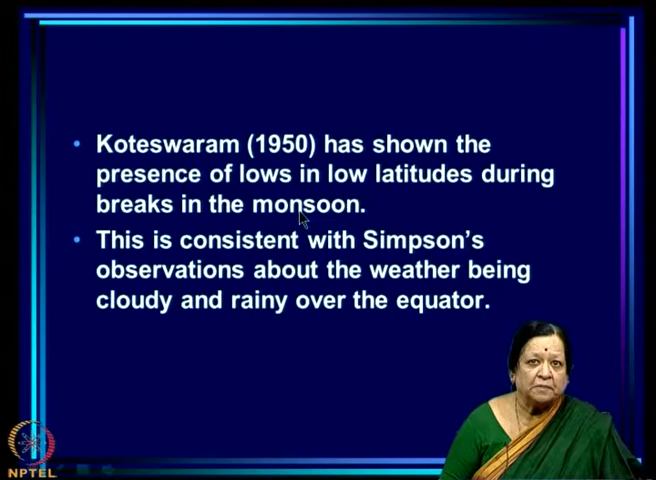 • Koteswaram (1950) has shown the
presence of lows in low latitudes during
breaks in the monsoon.
• This is consistent with Simpson's
observations about the weather being
cloudy and rainy over the equator.
NPTEL